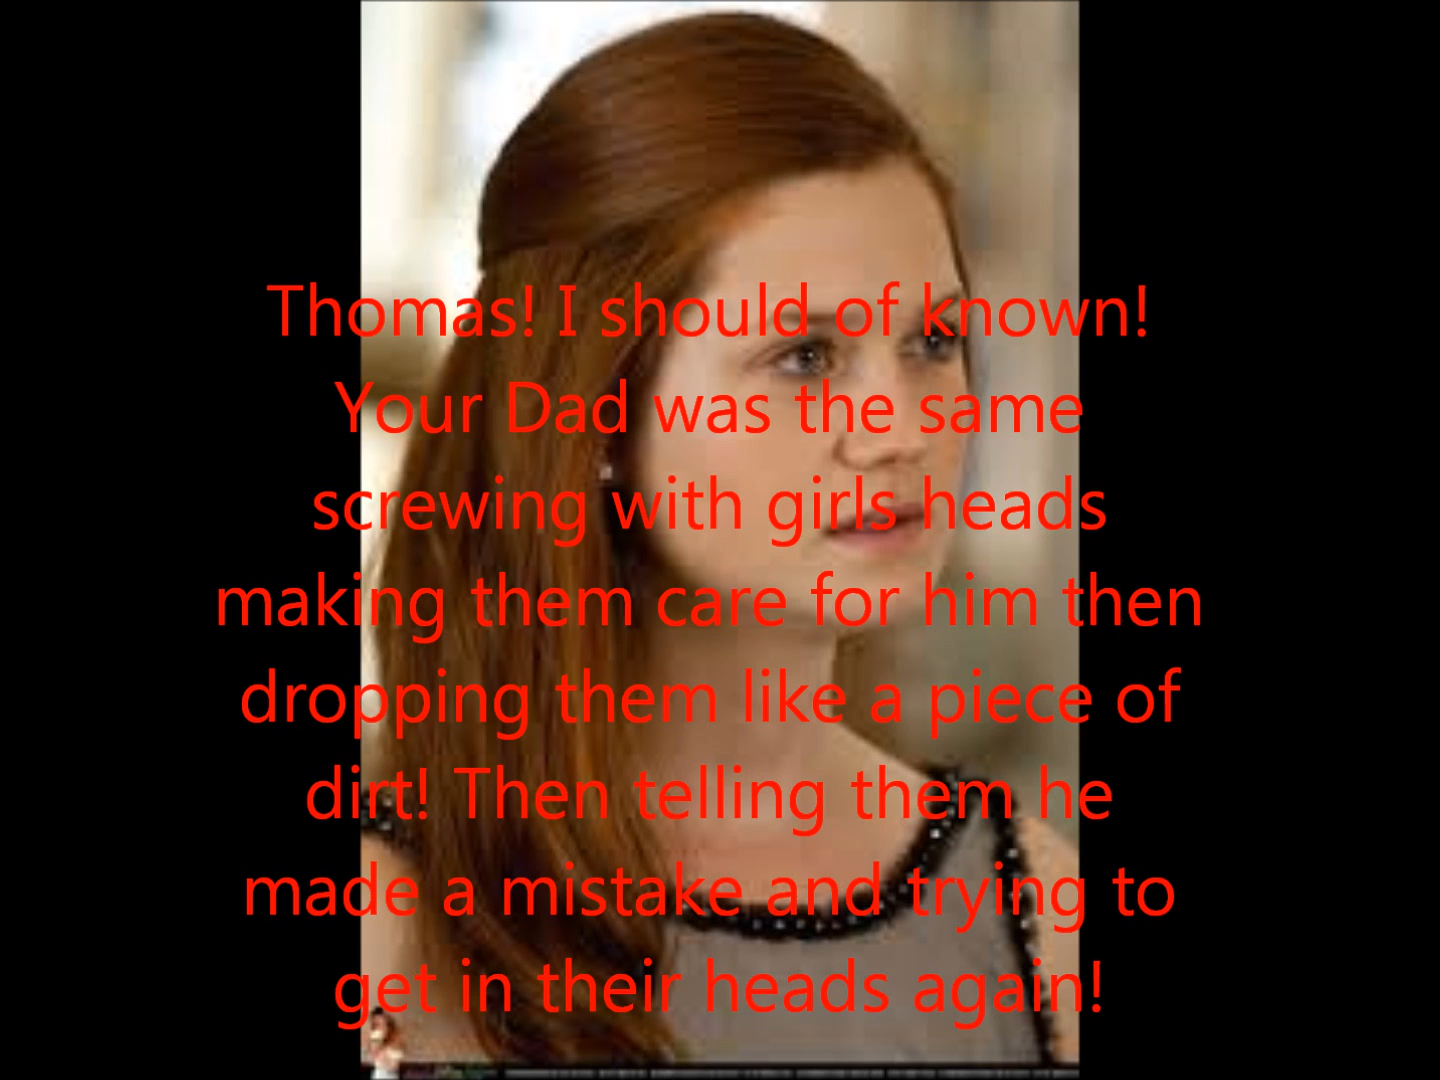 Thomas! I should of known!
Your Dad was the same
screwing with girls heads
making them care for him then
dropping them like a piece of
dirt! Then telling them he
made a mistake and trying to
get in their heads again!